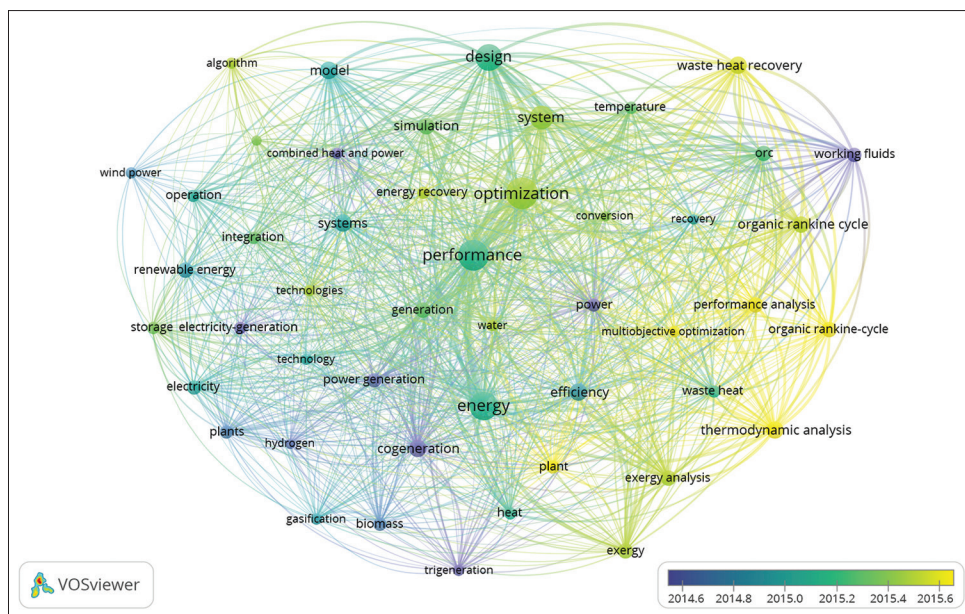 design
algorithm
model
waste heat recovery
temperature
system
simulation
combined heat and power
orc
working fluids
wind power
operation
energy recovery
optimization
systems
conversion
recovery
organic rankine cycle
integration
performance
renewable energy
technologies
generation
power
performance analysis
storage
electricity-generation
water
multiobjective optimization
organic rankine-cycle
technology
power generation
electricity
efficiency
waste heat
energy
plants
hydrogen
cogeneration
thermodynamic analysis
plant
exergy analysis
gasification
biomass
heat
exergy
trigeneration
VOSviewer
2014.6 2014.8 2015.0 2015.2 2015.4 2015.6